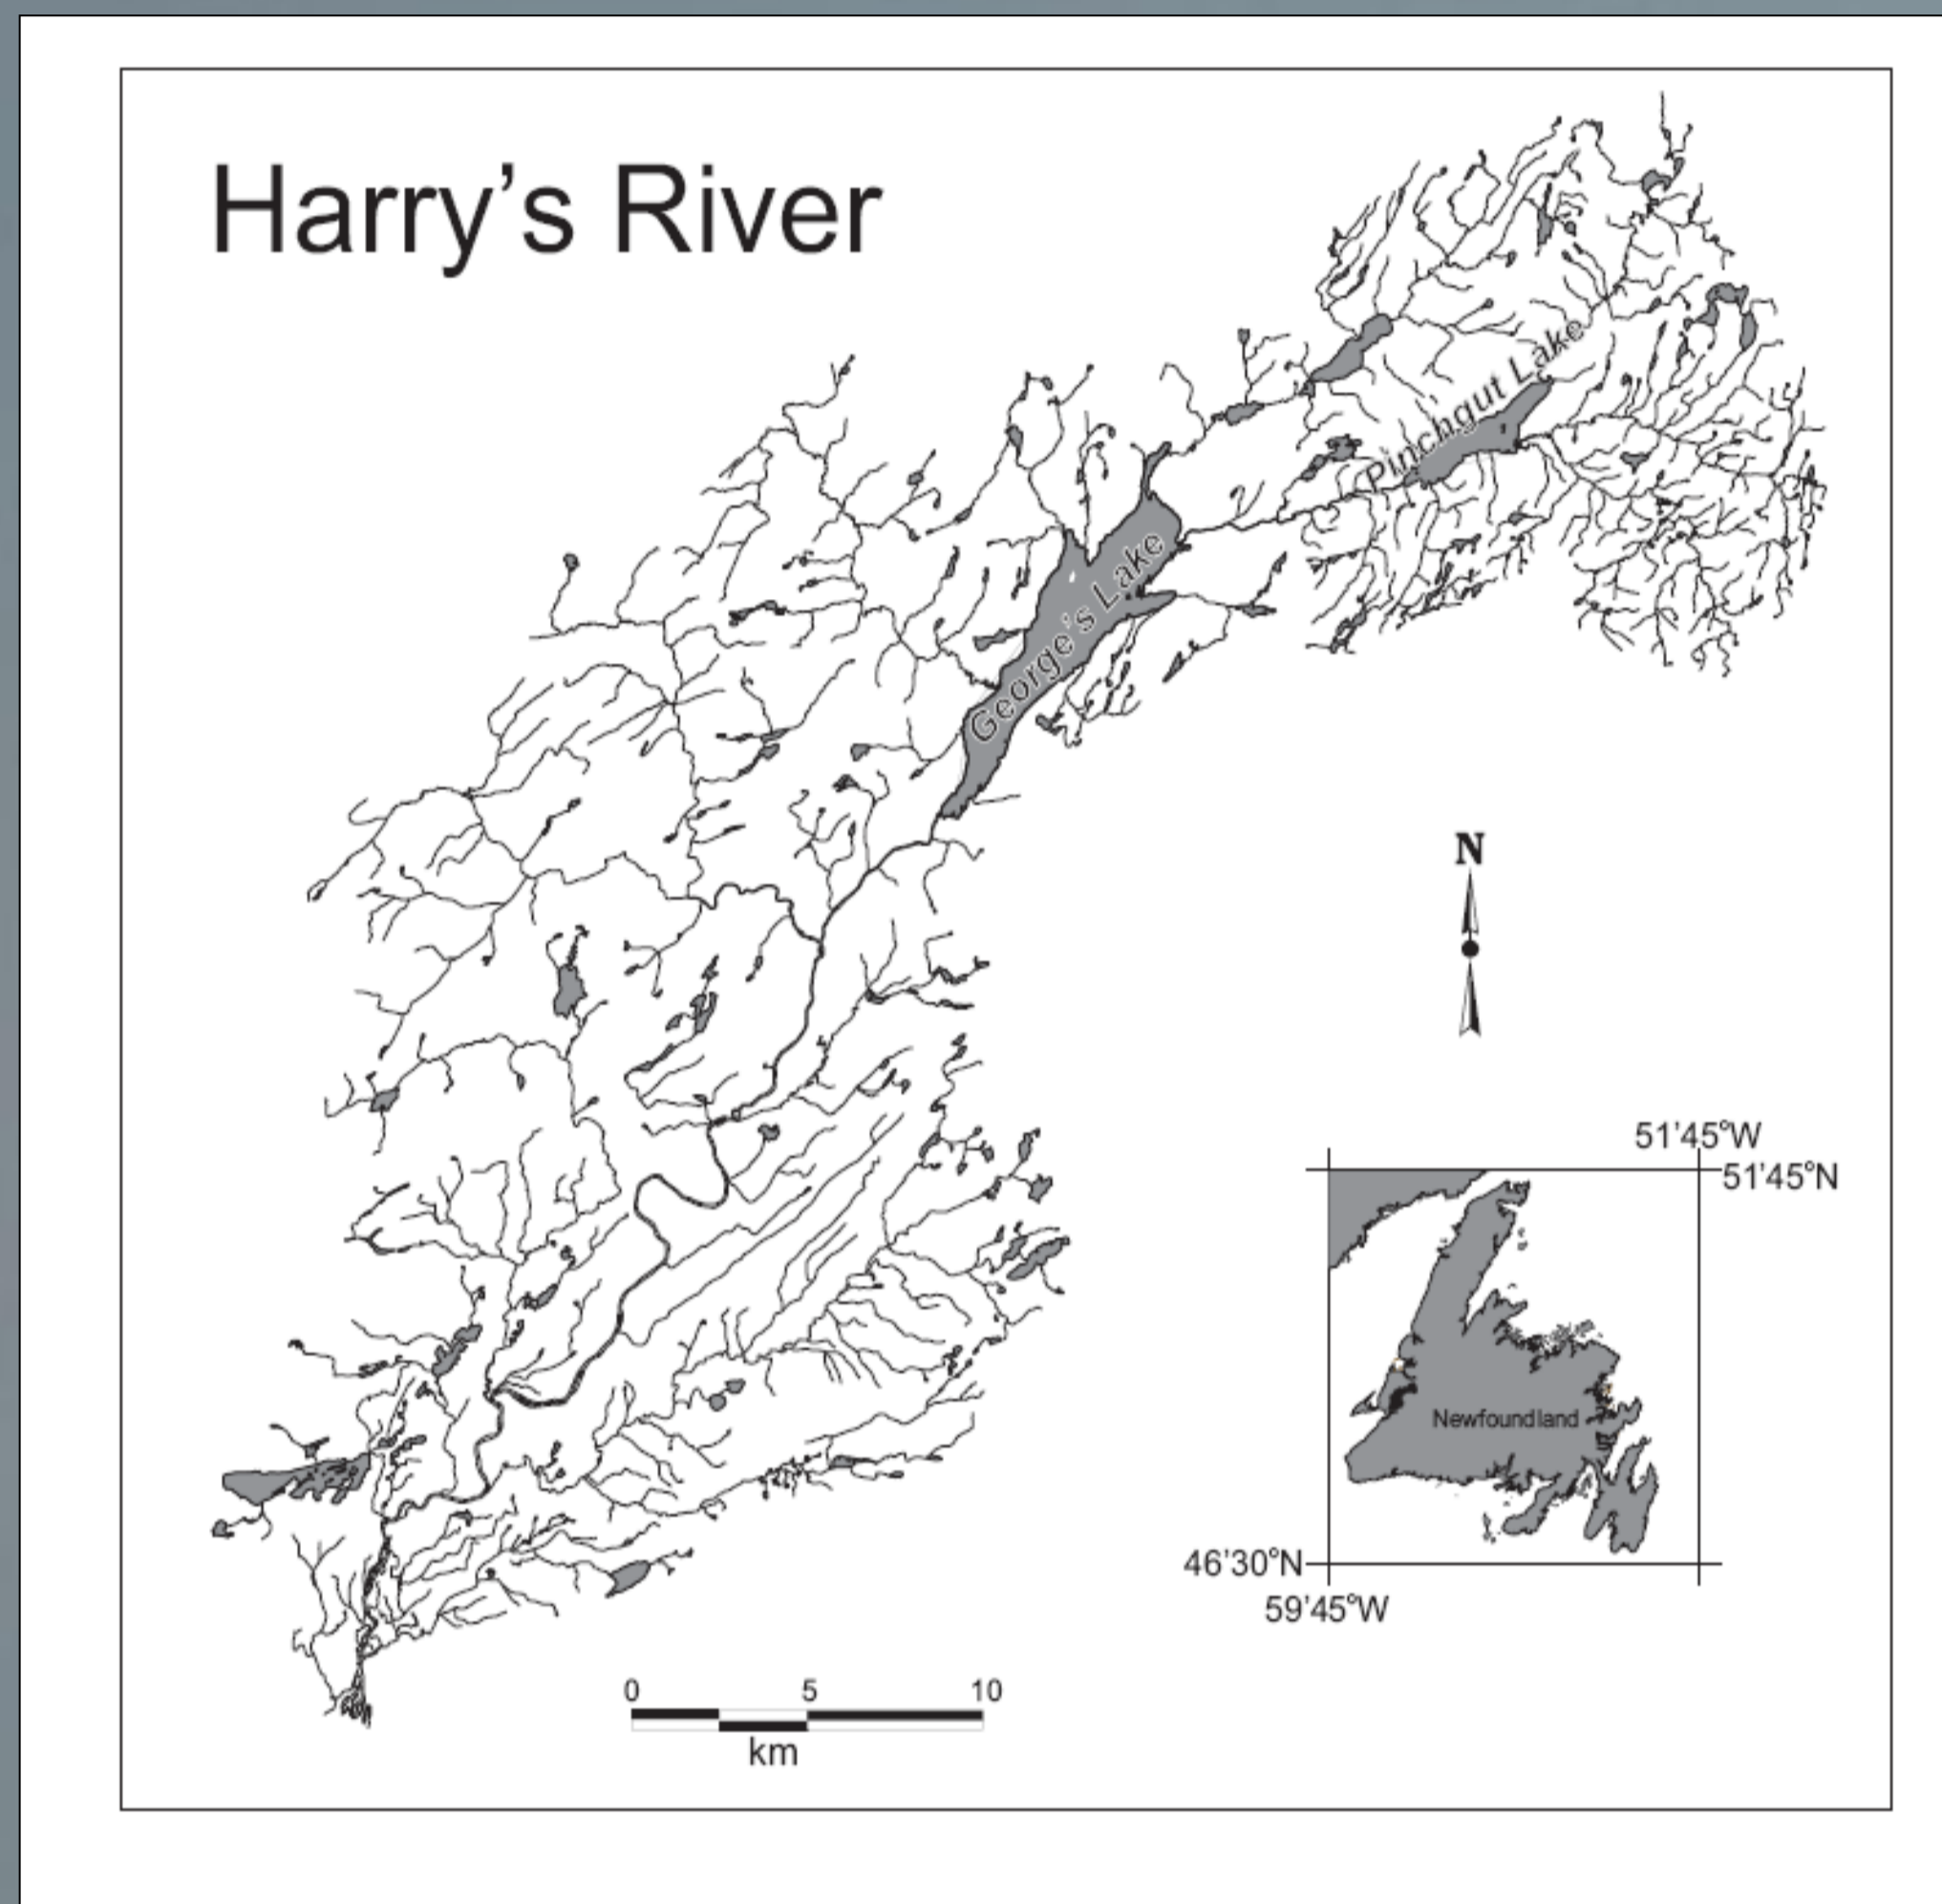 Harry’s River
Pinchgut Lake
George’s Lake
N
51’45°W
51’45°N
Newfoundland
46’30°N
59’45°W
0 5 10
km